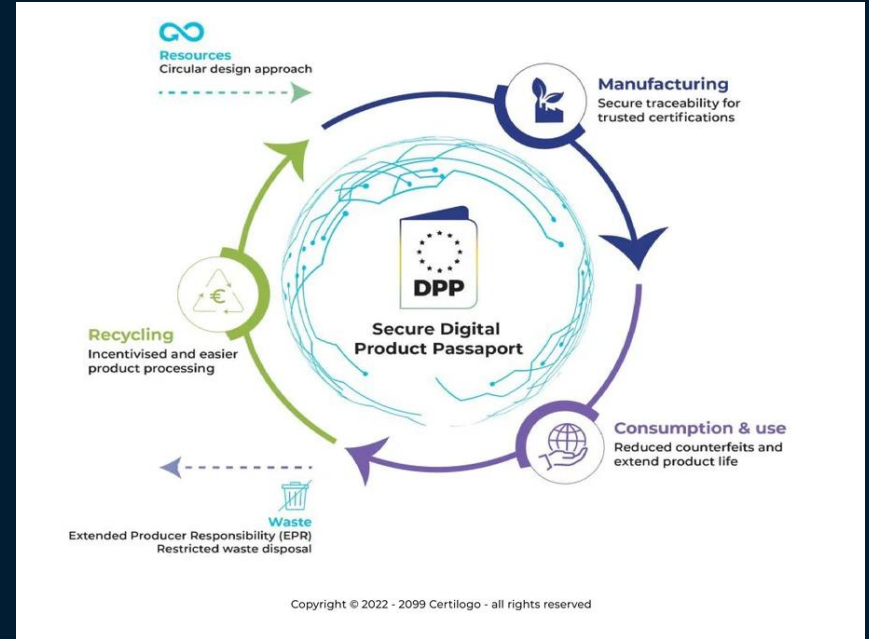 Resources
Circular design approach
Manufacturing
Secure traceability for
trusted certifications
DPP
Secure Digital
Product Passaport
€
Recycling
Incentivised and easier
product processing
Consumption & use
Reduced counterfeits and
extend product life
Waste
Extended Producer Responsibility (EPR)
Restricted waste disposal
Copyright © 2022 - 2099 Certilogo - all rights reserved